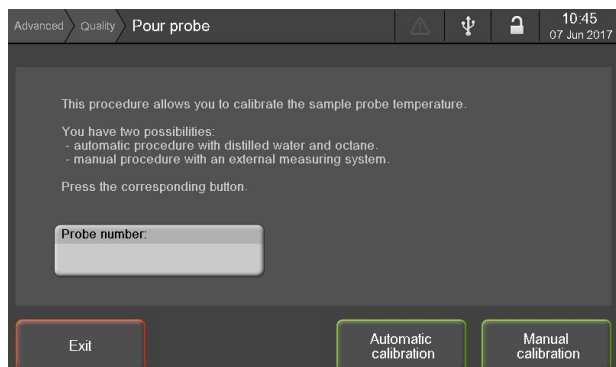 Advanced Quality Pour probe 10:45
07 Jun 2017
This procedure allows you to calibrate the sample probe temperature.
You have two possibilities:
- automatic procedure with distilled water and octane.
- manual procedure with an external measuring system.
Press the corresponding button.
Probe number:
Exit
Automatic
calibration
Manual
calibration